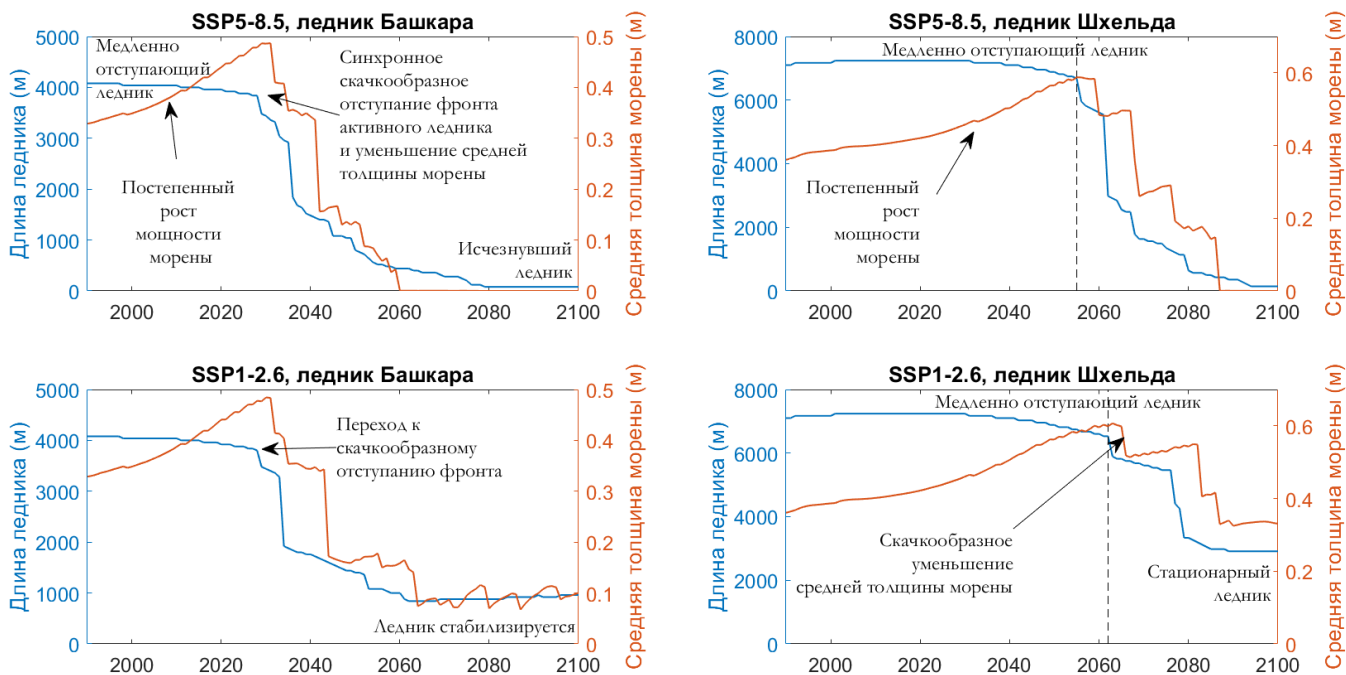 SSP5-8.5, ледник Башкара
Длина ледника (м)
5000
4000
3000
2000
1000
0
Медленно
отступающий
ледник
Синхронное
скачкообразное
отступание фронта
активного ледника
и уменьшение средней
толщины морены
Постепенный
рост
мощности
морены
Исчезнувший
ледник
0.5
0.4
0.3
0.2
0.1
0
Средняя толщина морены (м)
2000 2020 2040 2060 2080 2100
SSP5-8.5, ледник Шхельда
Длина ледника (м)
8000
6000
4000
2000
0
Медленно отступающий ледник
Постепенный
рост
мощности
морены
0.6
0.4
0.2
0
Средняя толщина морены (м)
2000 2020 2040 2060 2080 2100
SSP1-2.6, ледник Башкара
Длина ледника (м)
5000
4000
3000
2000
1000
0
Переход к
скачкообразному
отступанию фронта
Ледник стабилизируется
0.5
0.4
0.3
0.2
0.1
0
Средняя толщина морены (м)
2000 2020 2040 2060 2080 2100
SSP1-2.6, ледник Шхельда
Длина ледника (м)
8000
6000
4000
2000
0
Медленно отступающий ледник
Скачкообразное
уменьшение
средней толщины морены
Стационарный
ледник
0.6
0.4
0.2
0
Средняя толщина морены (м)
2000 2020 2040 2060 2080 2100